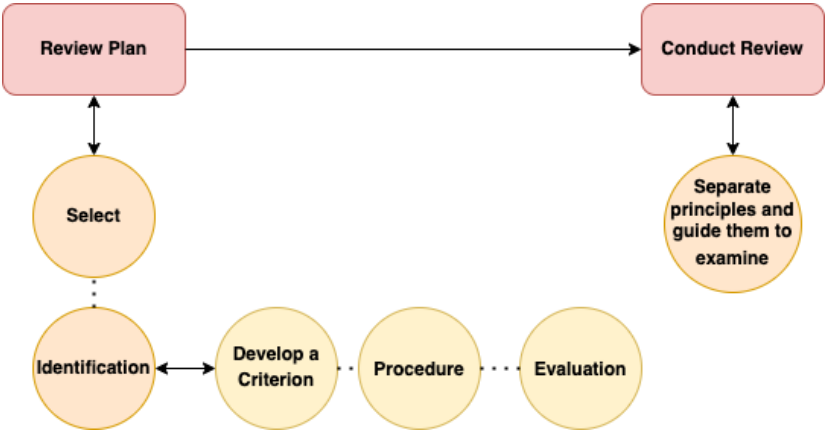 Review Plan
Conduct Review
Select
Separate
principles and
guide them to
examine
Identification
Develop a
Criterion
Procedure
Evaluation